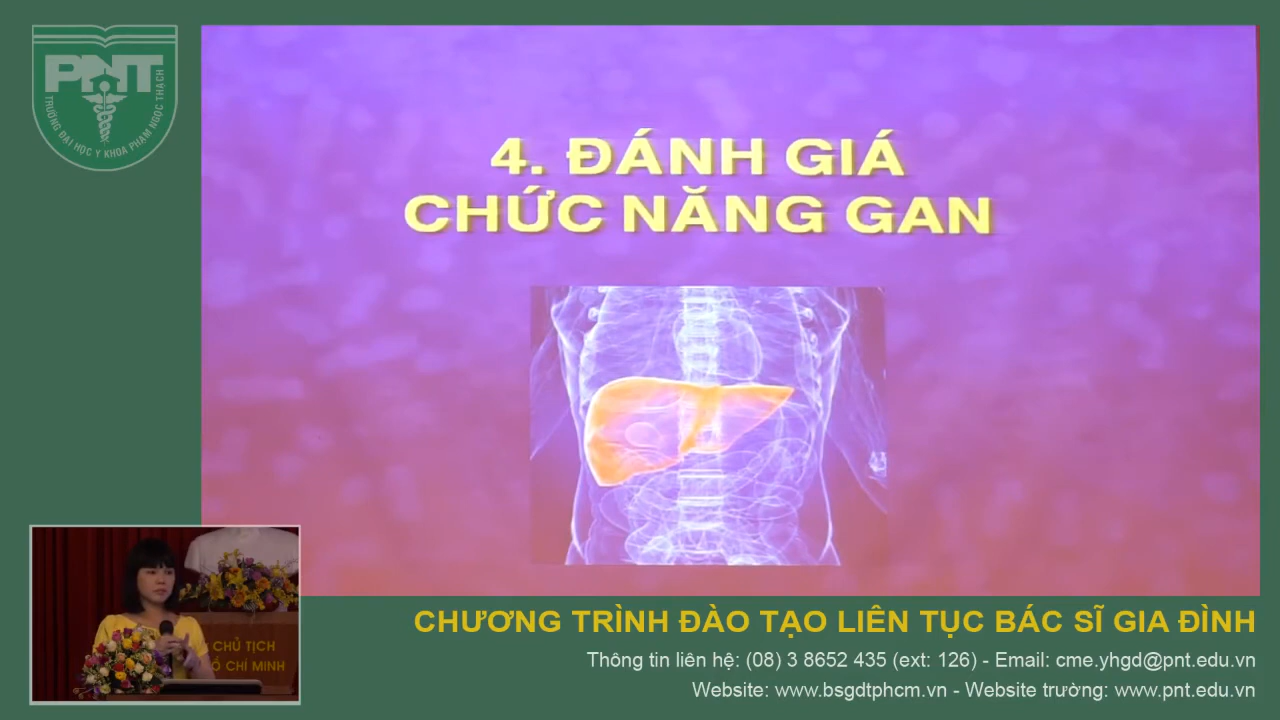 PNT
TRƯỜNG ĐẠI HỌC Y KHOA PHẠM NGỌC THẠCH
4. ĐÁNH GIÁ
CHỨC NĂNG GAN
CHỦ TỊCH
Ồ CHÍ MINH
CHƯƠNG TRÌNH ĐÀO TẠO LIÊN TỤC BÁC SĨ GIA ĐÌNH
Thông tin liên hệ: (08) 3 8652 435 (ext: 126) - Email: cme.yhgd@pnt.edu.vn
Website: www.bsgdtphcm.vn - Website trường: www.pnt.edu.vn